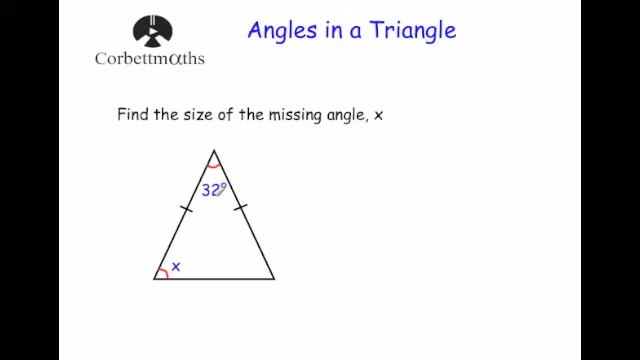 Angles in a Triangle
Corbettmαths
Find the size of the missing angle, x
32°
x